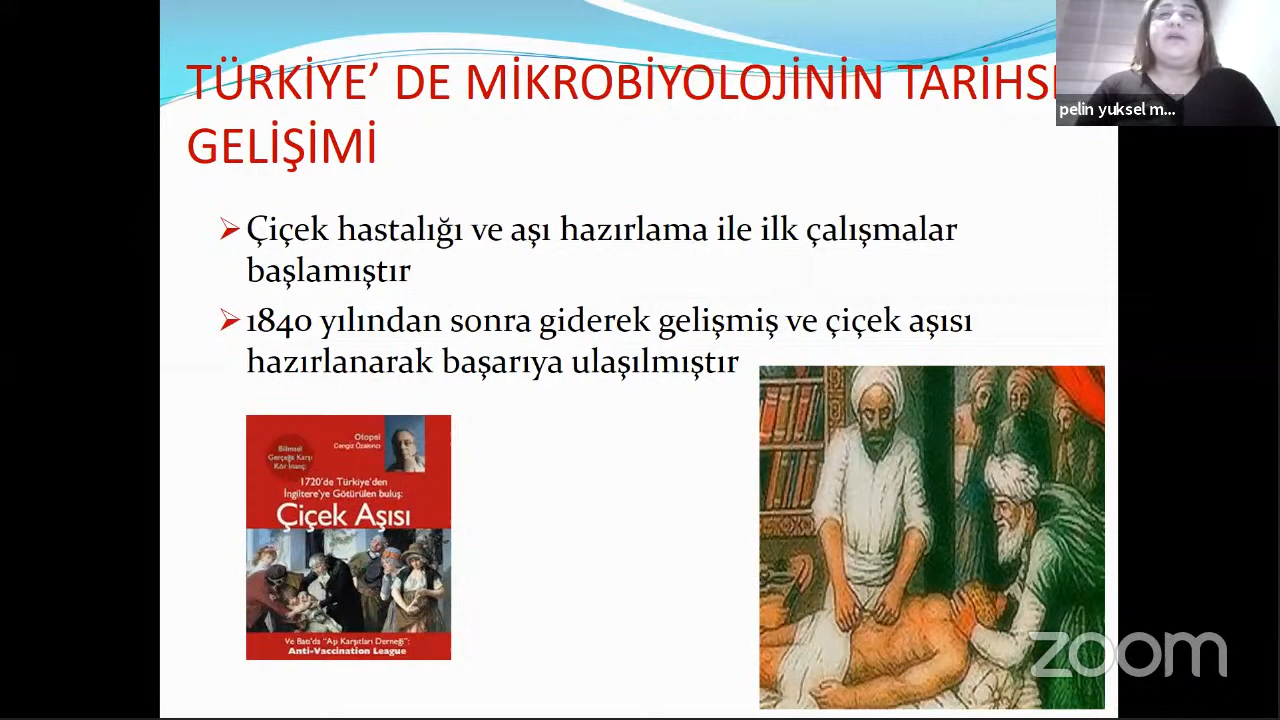 TÜRKİYE’ DE MİKROBİYOLOJİNİN TARİHS
GELİŞİMİ
pelin yuksel m...
Çiçek hastalığı ve aşı hazırlama ile ilk çalışmalar
başlamıştır
1840 yılından sonra giderek gelişmiş ve çiçek aşısı
hazırlanarak başarıya ulaşılmıştır
Otopsi
Cengiz Özakıncı
Bilimsel
Gerçeğe Karşı
Kör İnanç:
1720'de Türkiye'den
İngiltere'ye Götürülen buluş:
Çiçek Aşısı
Ve Batı'da "Aşı Karşıtları Derneği":
Anti-Vaccination League
zoom